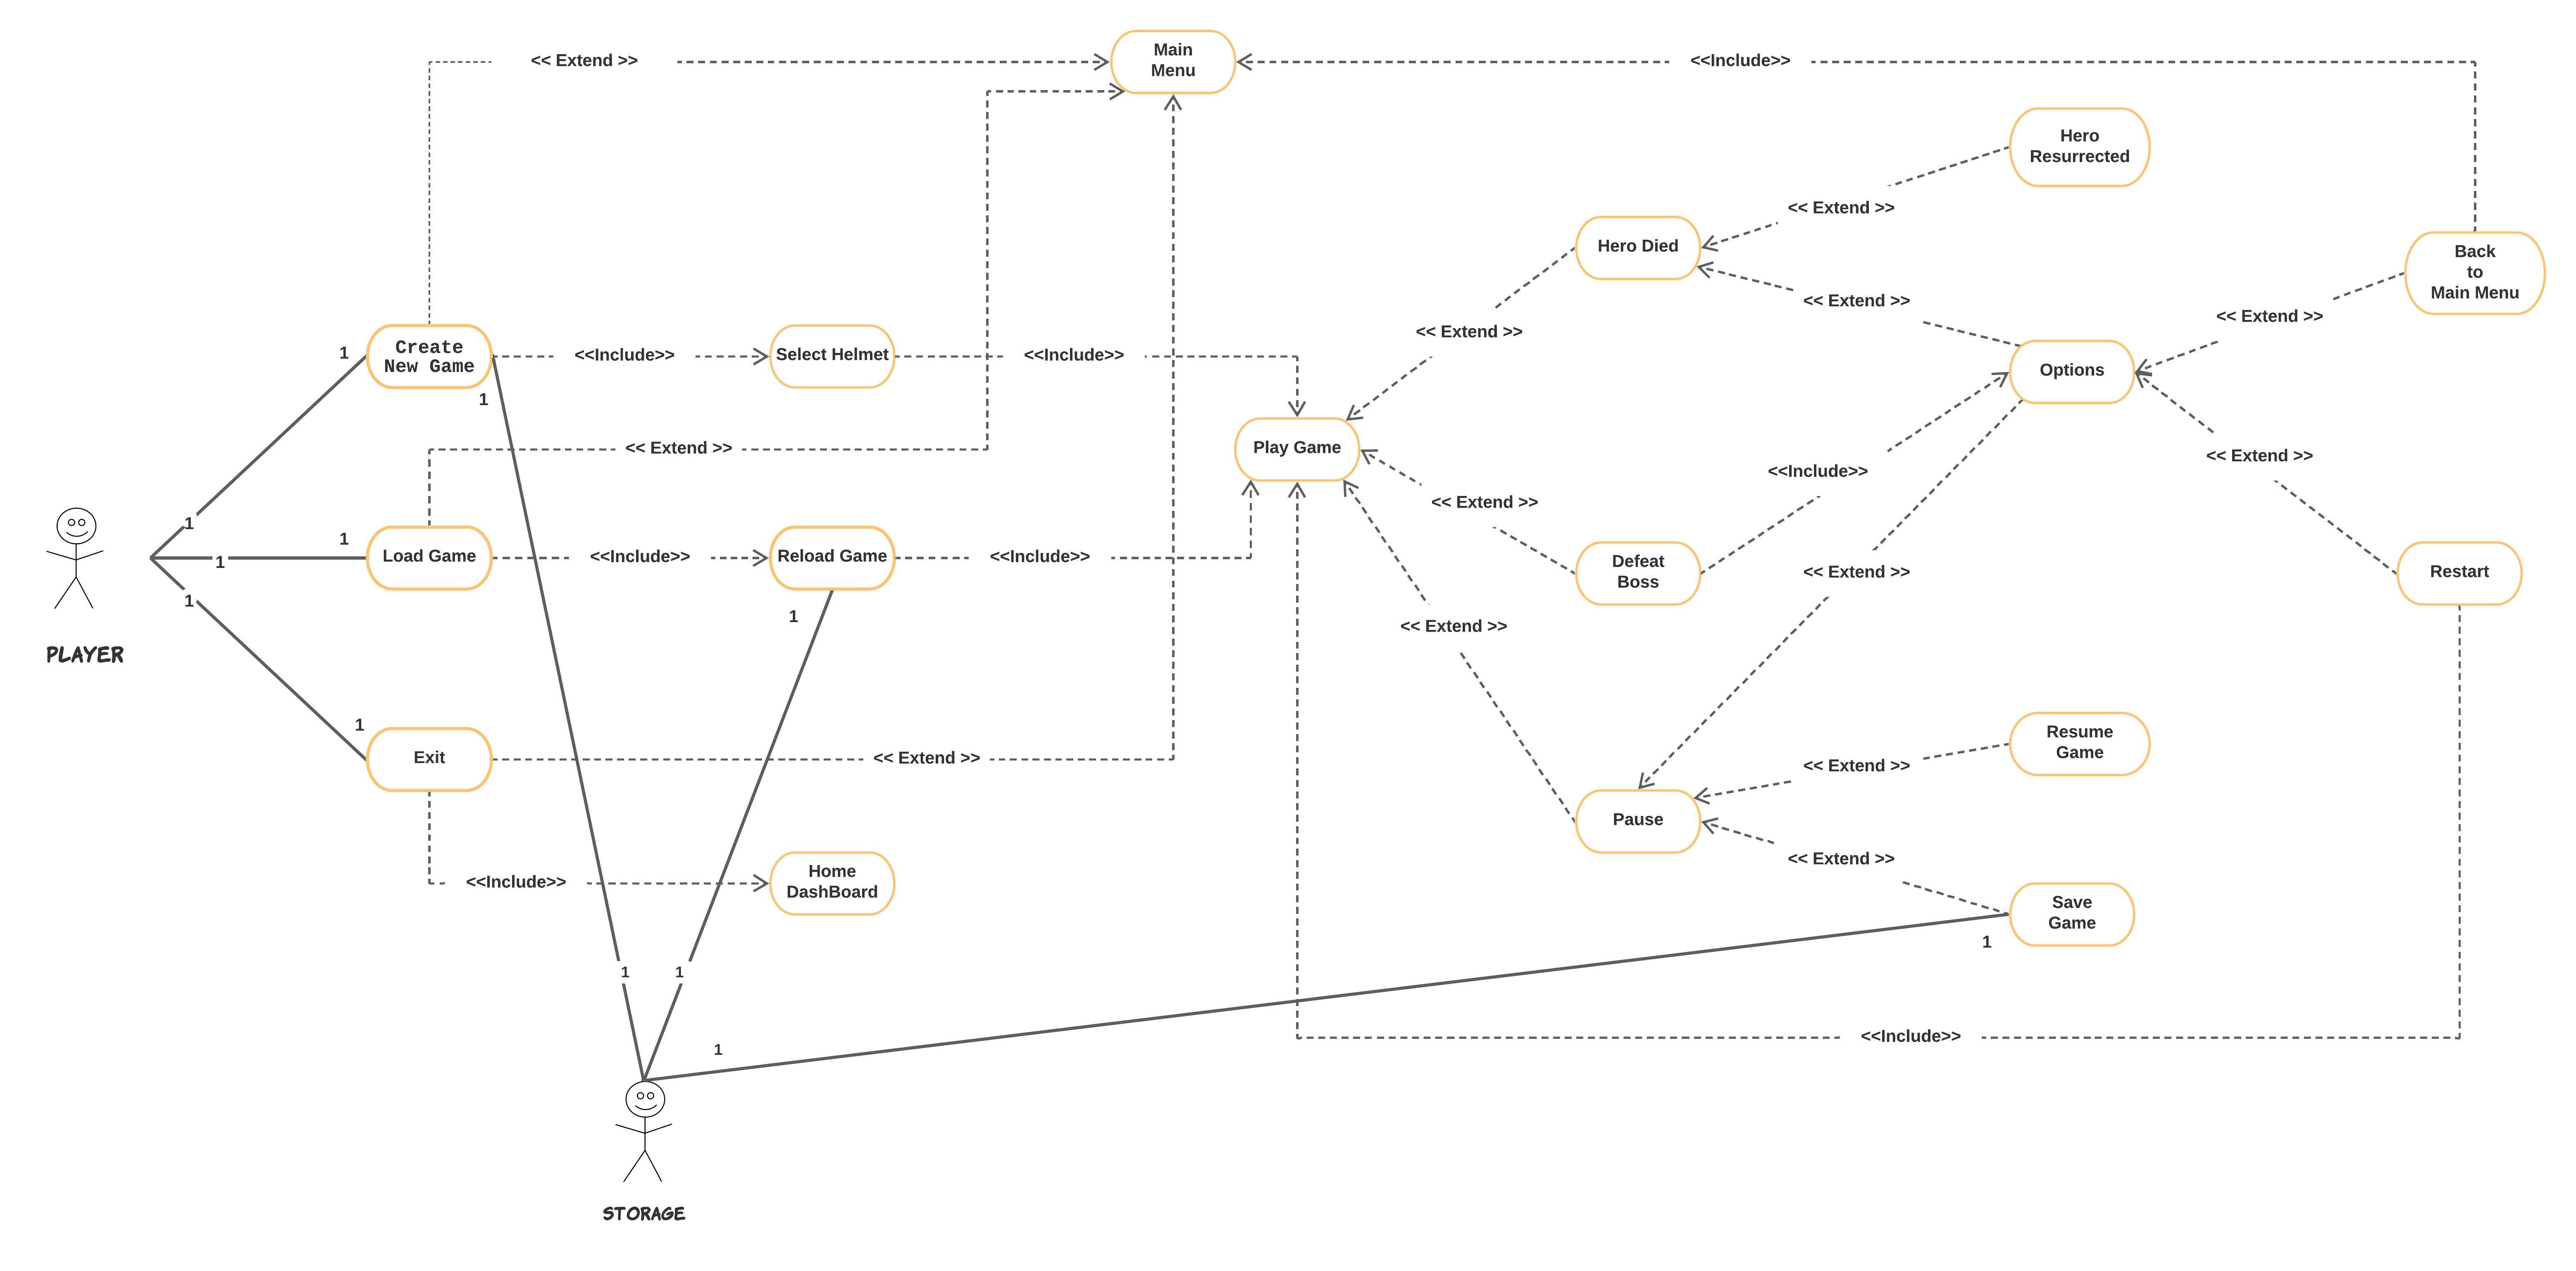 << Extend >>
Main
Menu
<<Include>>
Hero
Resurrected
<< Extend >>
Hero Died
Back
to
Main Menu
<< Extend >>
<< Extend >>
<< Extend >>
1
Create
New Game
<<Include>>
Select Helmet
<<Include>>
Options
1
<< Extend >>
Play Game
<< Extend >>
<<Include>>
<< Extend >>
1
1
1
Load Game
<<Include>>
Reload Game
<<Include>>
Defeat
Boss
<< Extend >>
Restart
1
1
<< Extend >>
PLAYER
1
Exit
<< Extend >>
Resume
Game
<< Extend >>
Pause
<< Extend >>
<<Include>>
Home
DashBoard
Save
Game
1
1
1
1
<<Include>>
STORAGE